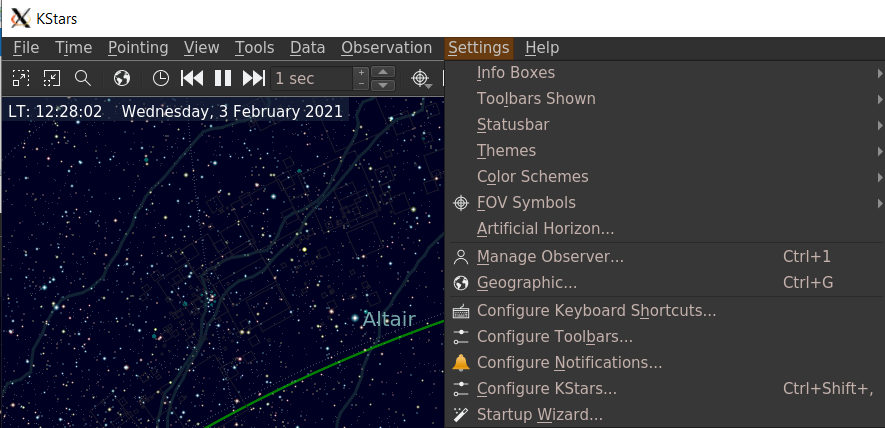 KStars
File Time Pointing View Tools Data Observation Settings Help
1 sec
LT: 12:28:02 Wednesday, 3 February 2021
Altair
Info Boxes
Toolbars Shown
Statusbar
Themes
Color Schemes
FOV Symbols
Artificial Horizon...
Manage Observer... Ctrl+1
Geographic... Ctrl+G
Configure Keyboard Shortcuts...
Configure Toolbars...
Configure Notifications...
Configure KStars... Ctrl+Shift+,
Startup Wizard...